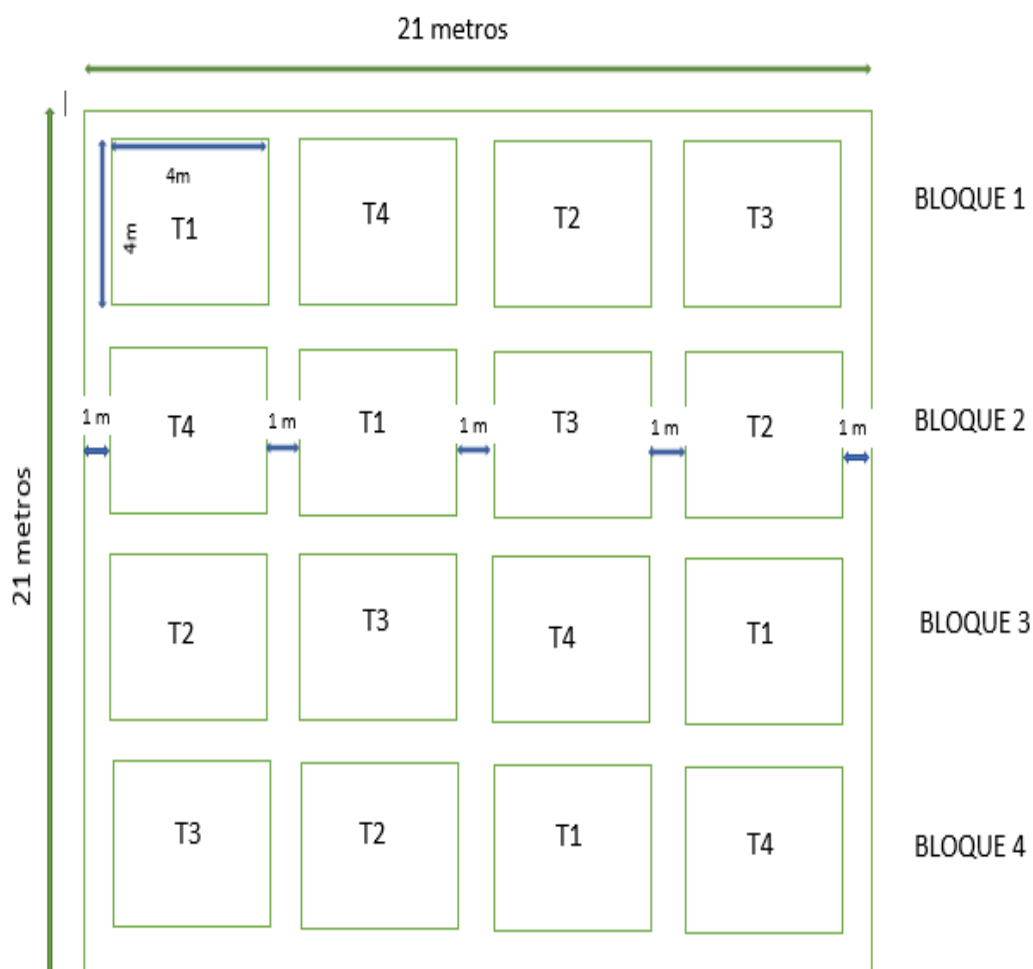 21 metros
21 metros
4m
4m
T1
T4
T2
T3
BLOQUE 1
1 m
T4
1 m
T1
1 m
T3
1 m
T2
1 m
BLOQUE 2
T2
T3
T4
T1
BLOQUE 3
T3
T2
T1
T4
BLOQUE 4